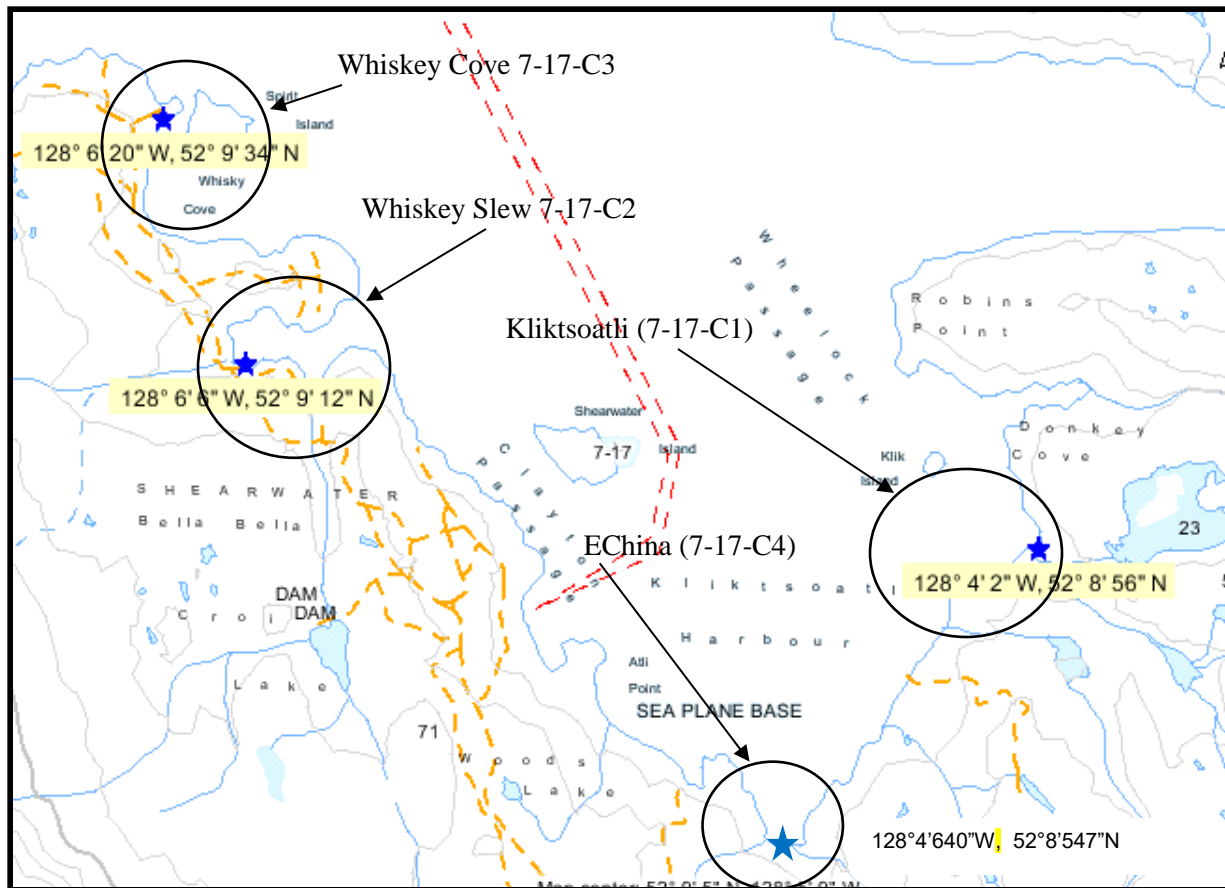 Whiskey Cove 7-17-C3
Spirit
Island
128° 6' 20" W, 52° 9' 34" N
Whisky
Cove
Whiskey Slew 7-17-C2
Wheelock
Passage
Robins
Point
Kliktsoatli (7-17-C1)
128° 6' 6" W, 52° 9' 12" N
Shearwater
Island
7-17
Donkey
Cove
Klik
Island
Clayton
Passage
SHEARWATER
Bella Bella
23
EChina (7-17-C4)
Kliktsoatl
Harbour
128° 4' 2" W, 52° 8' 56" N
DAM
DAM
Croi
Lake
Atli
Point
SEA PLANE BASE
71
Woods
Lake
128°4'640"W, 52°8'547"N